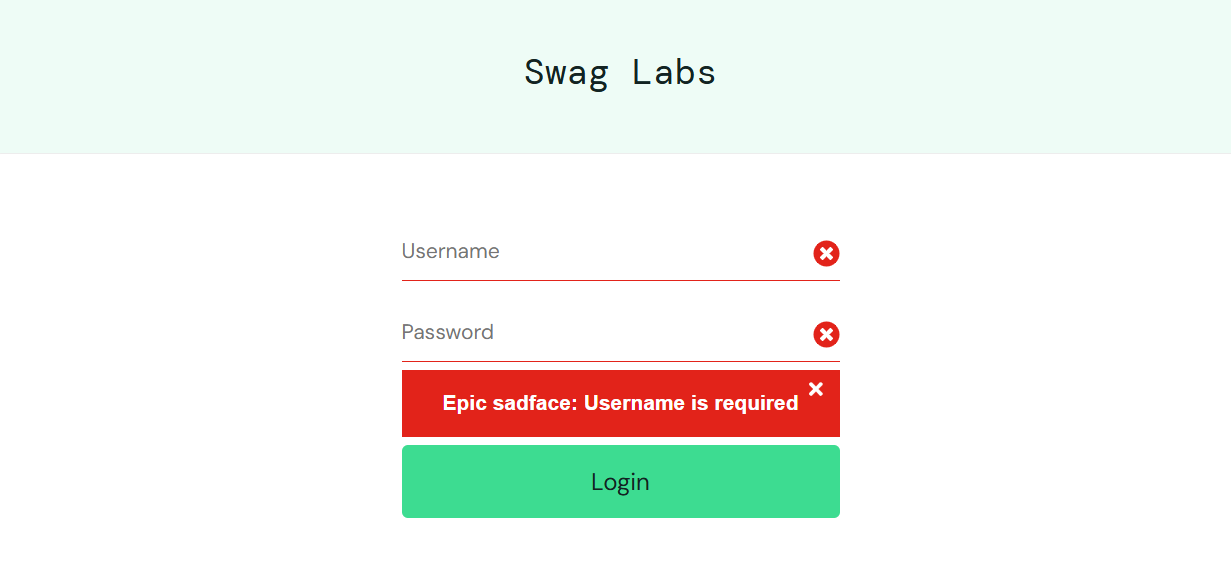 Swag Labs
Username
Password
Epic sadface: Username is required
Login